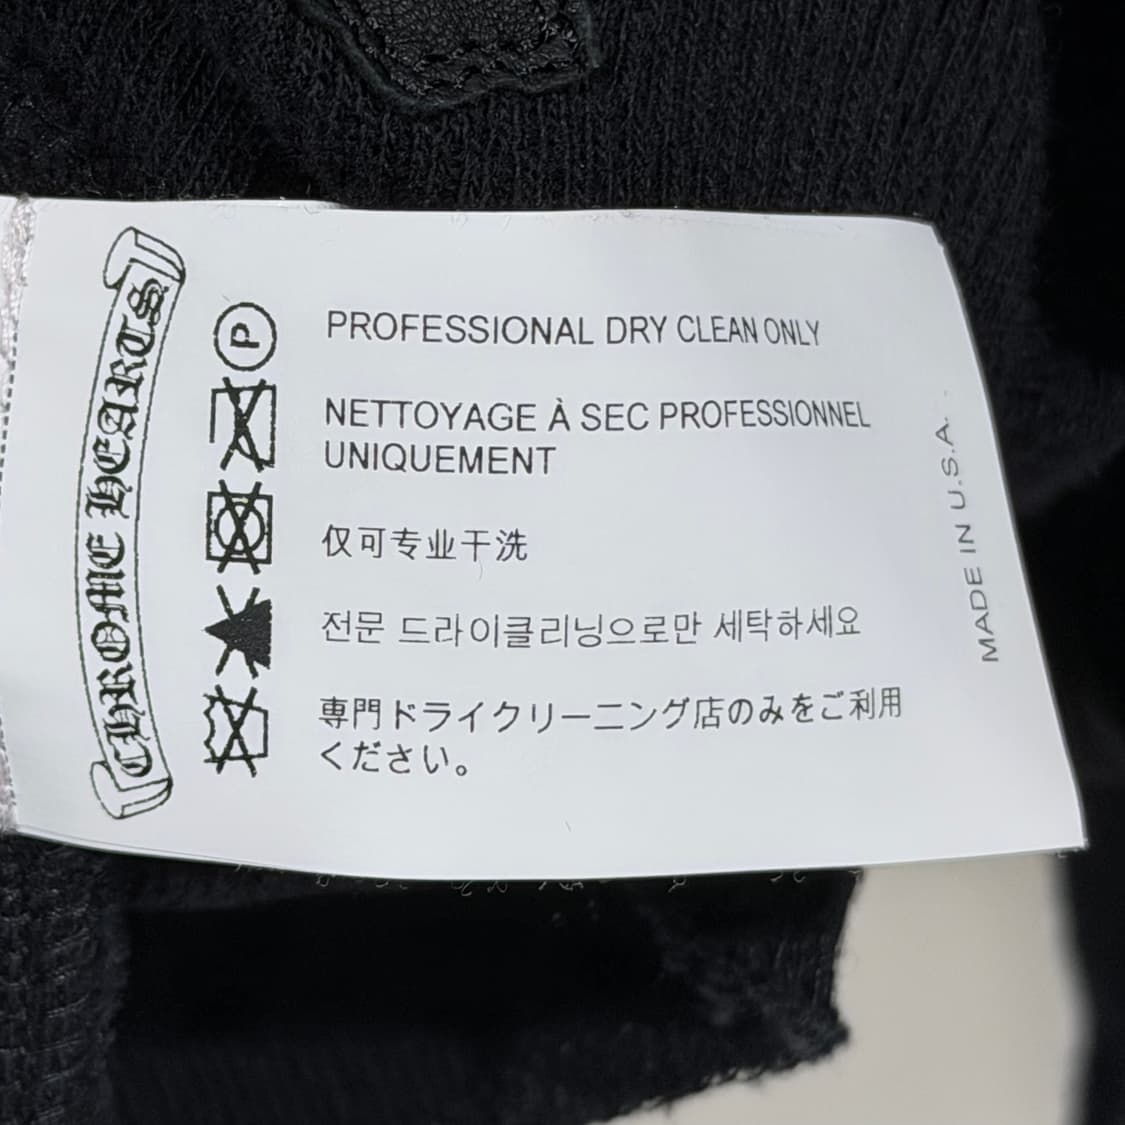 CHROME HEARTS
P
PROFESSIONAL DRY CLEAN ONLY
NETTOYAGE À SEC PROFESSIONNEL
UNIQUEMENT
仅可专业干洗
전문 드라이클리닝으로만 세탁하세요
専門ドライクリーニング店のみをご利用
ください。
MADE IN U.S.A.